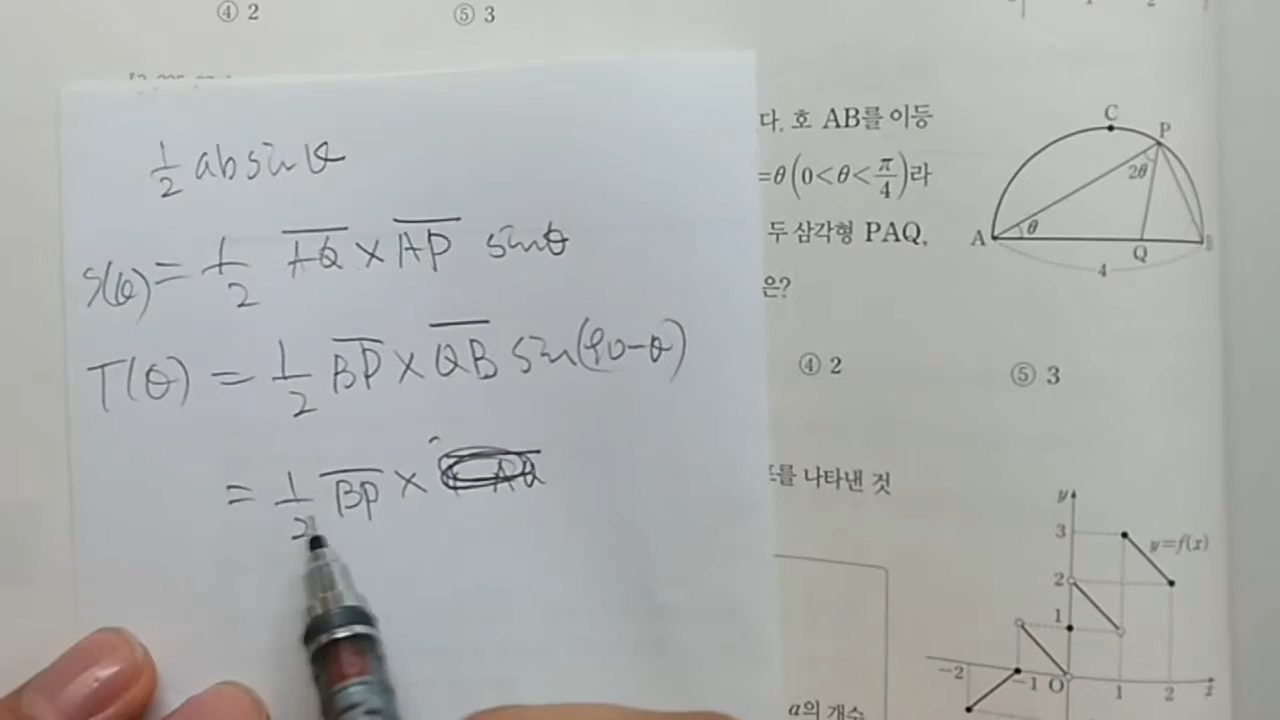 ④ 2
⑤ 3
1/2 ab sin θ
S(θ) = 1/2 AQ × AP sin θ
T(θ) = 1/2 BP × QB sin(90-θ)
= 1/2 BP ×
다. 호 AB를 이등
=θ(0<θ<π/4)라
두 삼각형 PAQ,
은?
④ 2
⑤ 3
C
P
2θ
A
θ
Q
4
를 나타낸 것
y
3
y=f(x)
2
1
-2
-1
O
1
2
x
a의 개수